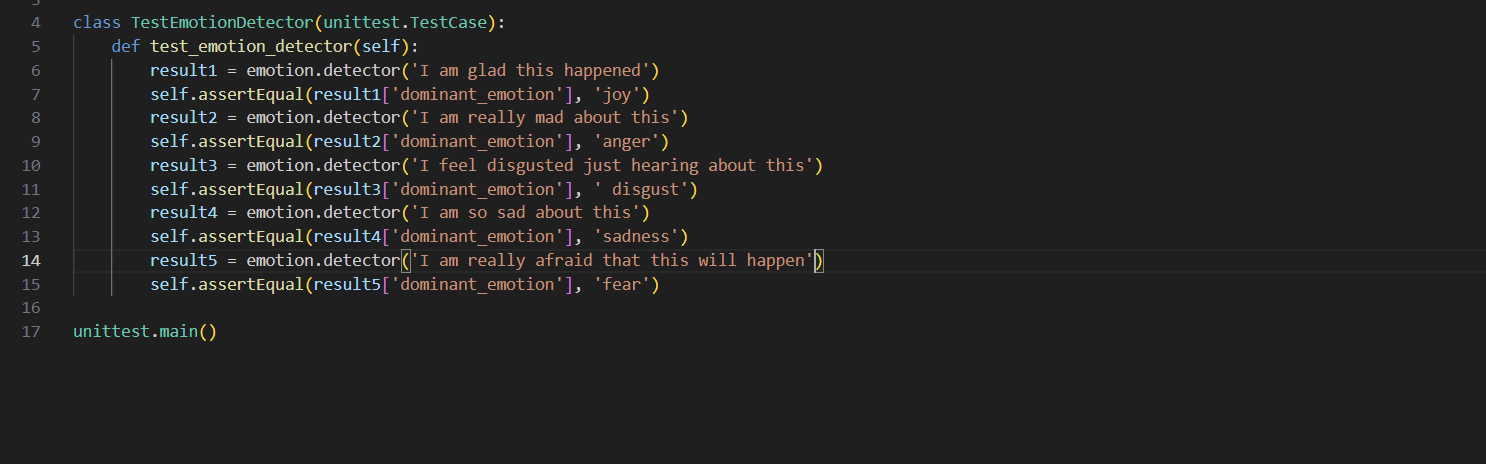 4 class TestEmotionDetector(unittest.TestCase):
5     def test_emotion_detector(self):
6         result1 = emotion.detector('I am glad this happened')
7         self.assertEqual(result1['dominant_emotion'], 'joy')
8         result2 = emotion.detector('I am really mad about this')
9         self.assertEqual(result2['dominant_emotion'], 'anger')
10         result3 = emotion.detector('I feel disgusted just hearing about this')
11         self.assertEqual(result3['dominant_emotion'], ' disgust')
12         result4 = emotion.detector('I am so sad about this')
13         self.assertEqual(result4['dominant_emotion'], 'sadness')
14         result5 = emotion.detector('I am really afraid that this will happen')
15         self.assertEqual(result5['dominant_emotion'], 'fear')
16
17 unittest.main()